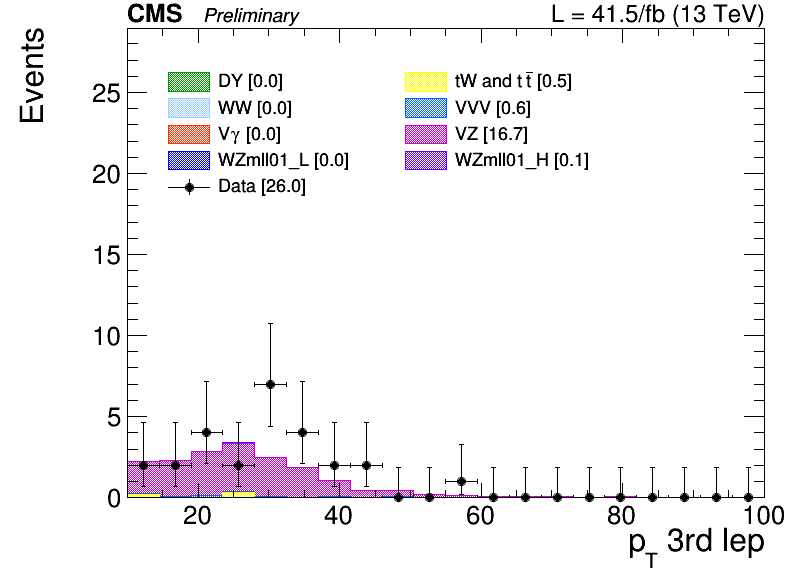 CMS Preliminary L = 41.5/fb (13 TeV)
Events
DY [0.0] tW and tt̄ [0.5]
WW [0.0] VVV [0.6]
Vγ [0.0] VZ [16.7]
WZmll01_L [0.0] WZmll01_H [0.1]
Data [26.0]
25
20
15
10
5
0
20 40 60 80 100
p_T 3rd lep